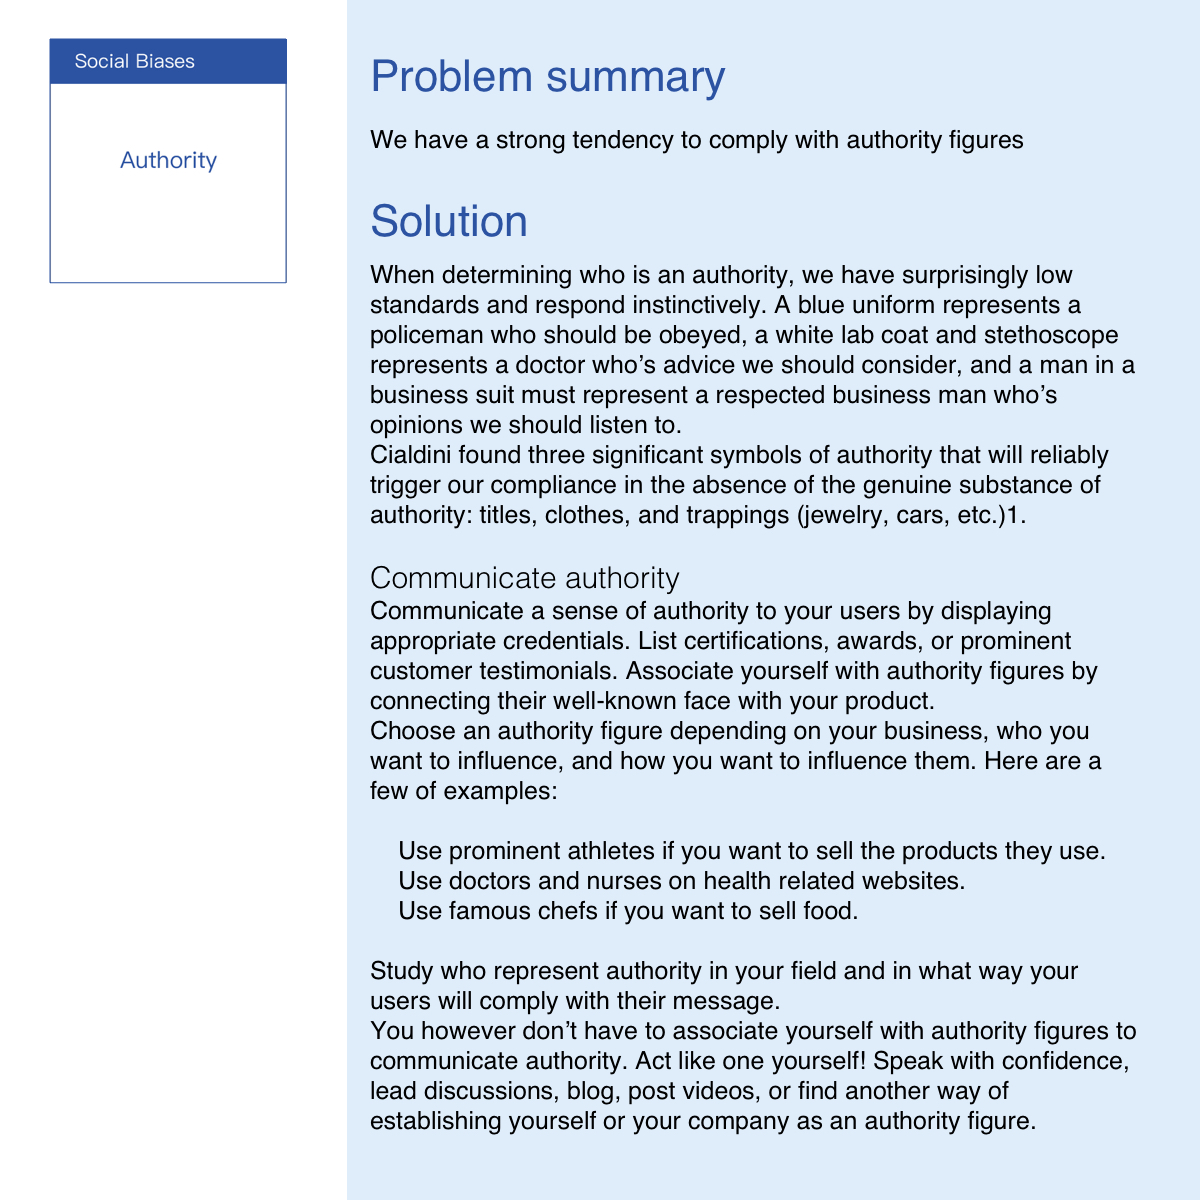 Social Biases
Authority
Problem summary
We have a strong tendency to comply with authority figures
Solution
When determining who is an authority, we have surprisingly low
standards and respond instinctively. A blue uniform represents a
policeman who should be obeyed, a white lab coat and stethoscope
represents a doctor who’s advice we should consider, and a man in a
business suit must represent a respected business man who’s
opinions we should listen to.
Cialdini found three significant symbols of authority that will reliably
trigger our compliance in the absence of the genuine substance of
authority: titles, clothes, and trappings (jewelry, cars, etc.)1.
Communicate authority
Communicate a sense of authority to your users by displaying
appropriate credentials. List certifications, awards, or prominent
customer testimonials. Associate yourself with authority figures by
connecting their well-known face with your product.
Choose an authority figure depending on your business, who you
want to influence, and how you want to influence them. Here are a
few of examples:
Use prominent athletes if you want to sell the products they use.
Use doctors and nurses on health related websites.
Use famous chefs if you want to sell food.
Study who represent authority in your field and in what way your
users will comply with their message.
You however don’t have to associate yourself with authority figures to
communicate authority. Act like one yourself! Speak with confidence,
lead discussions, blog, post videos, or find another way of
establishing yourself or your company as an authority figure.